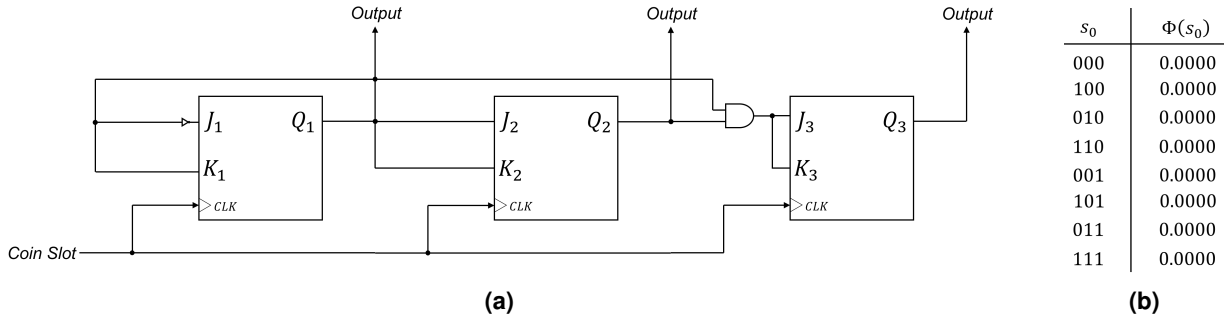 Output Output Output
J₁ Q₁ J₂ Q₂ J₃ Q₃
K₁ K₂ K₃
CLK CLK CLK
Coin Slot
(a)
s₀ Φ(s₀)
000 0.0000
100 0.0000
010 0.0000
110 0.0000
001 0.0000
101 0.0000
011 0.0000
111 0.0000
(b)